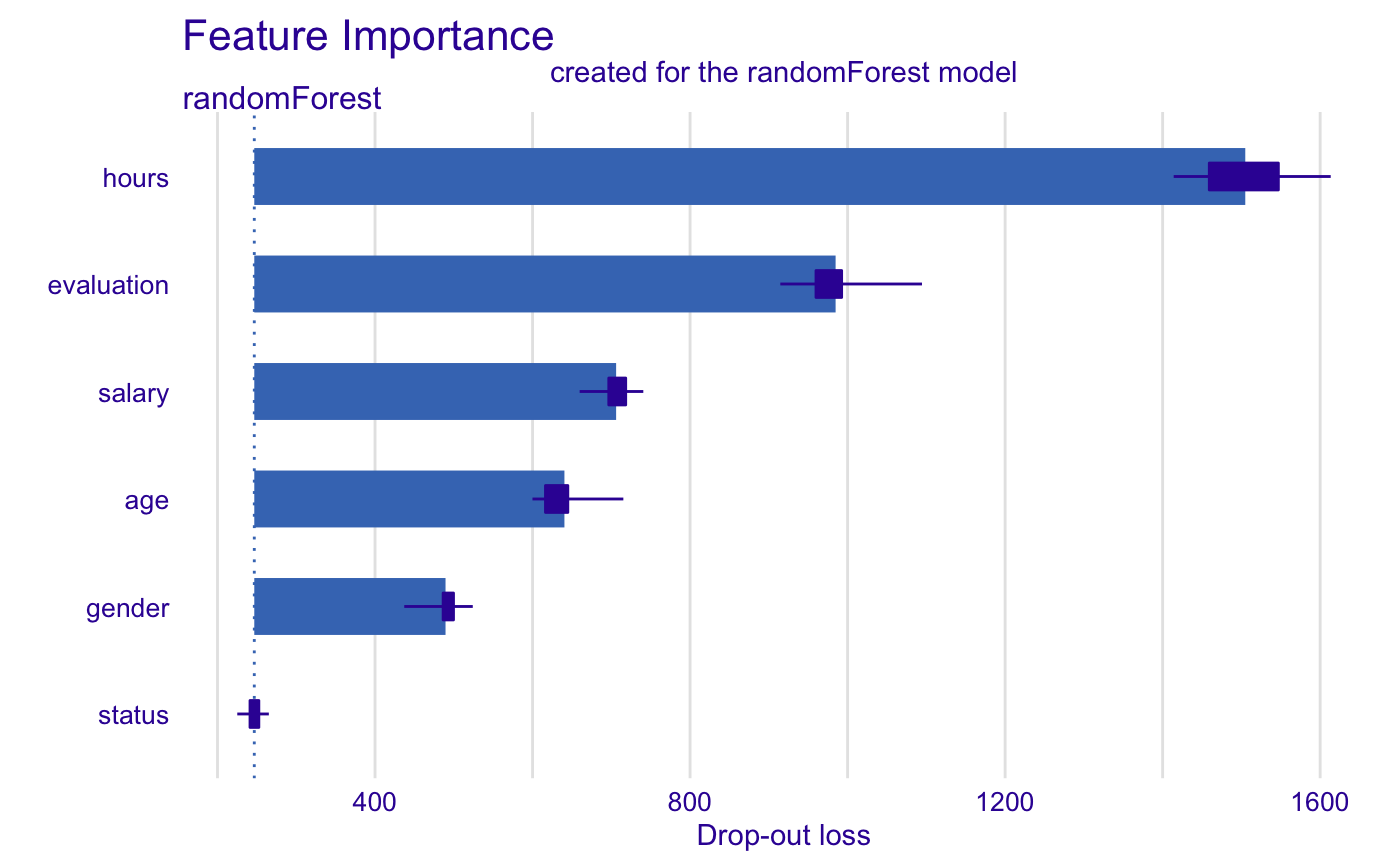 Feature Importance
created for the randomForest model
randomForest
hours
evaluation
salary
age
gender
status
400 800 1200 1600
Drop-out loss